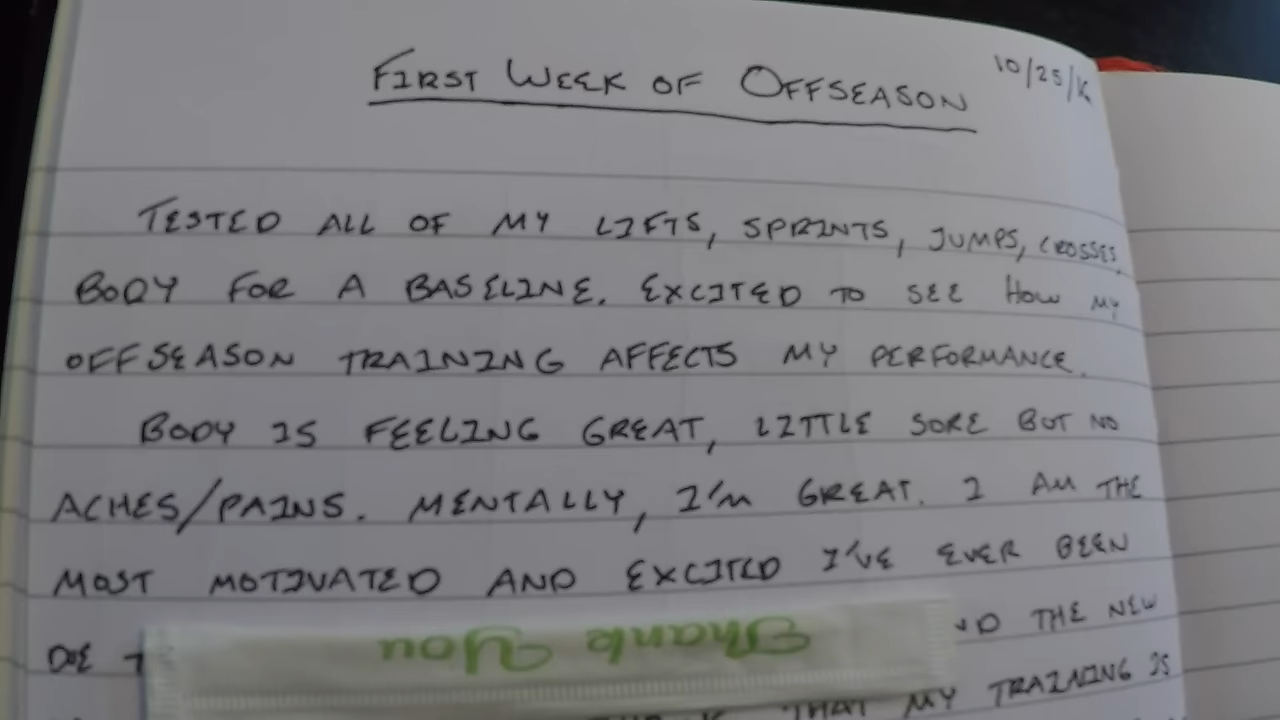 FIRST WEEK OF OFFSEASON
10/25/16
TESTED ALL OF MY LIFTS, SPRINTS, JUMPS, CROSSES
BODY FOR A BASELINE. EXCITED TO SEE HOW MY
OFFSEASON TRAINING AFFECTS MY PERFORMANCE.
BODY IS FEELING GREAT, LITTLE SORE BUT NO
ACHES/PAINS. MENTALLY, I'M GREAT. I AM THE
MOST MOTIVATED AND EXCITED I'VE EVER BEEN
DUE THE NEW
Thank You
THAT MY TRAINING IS